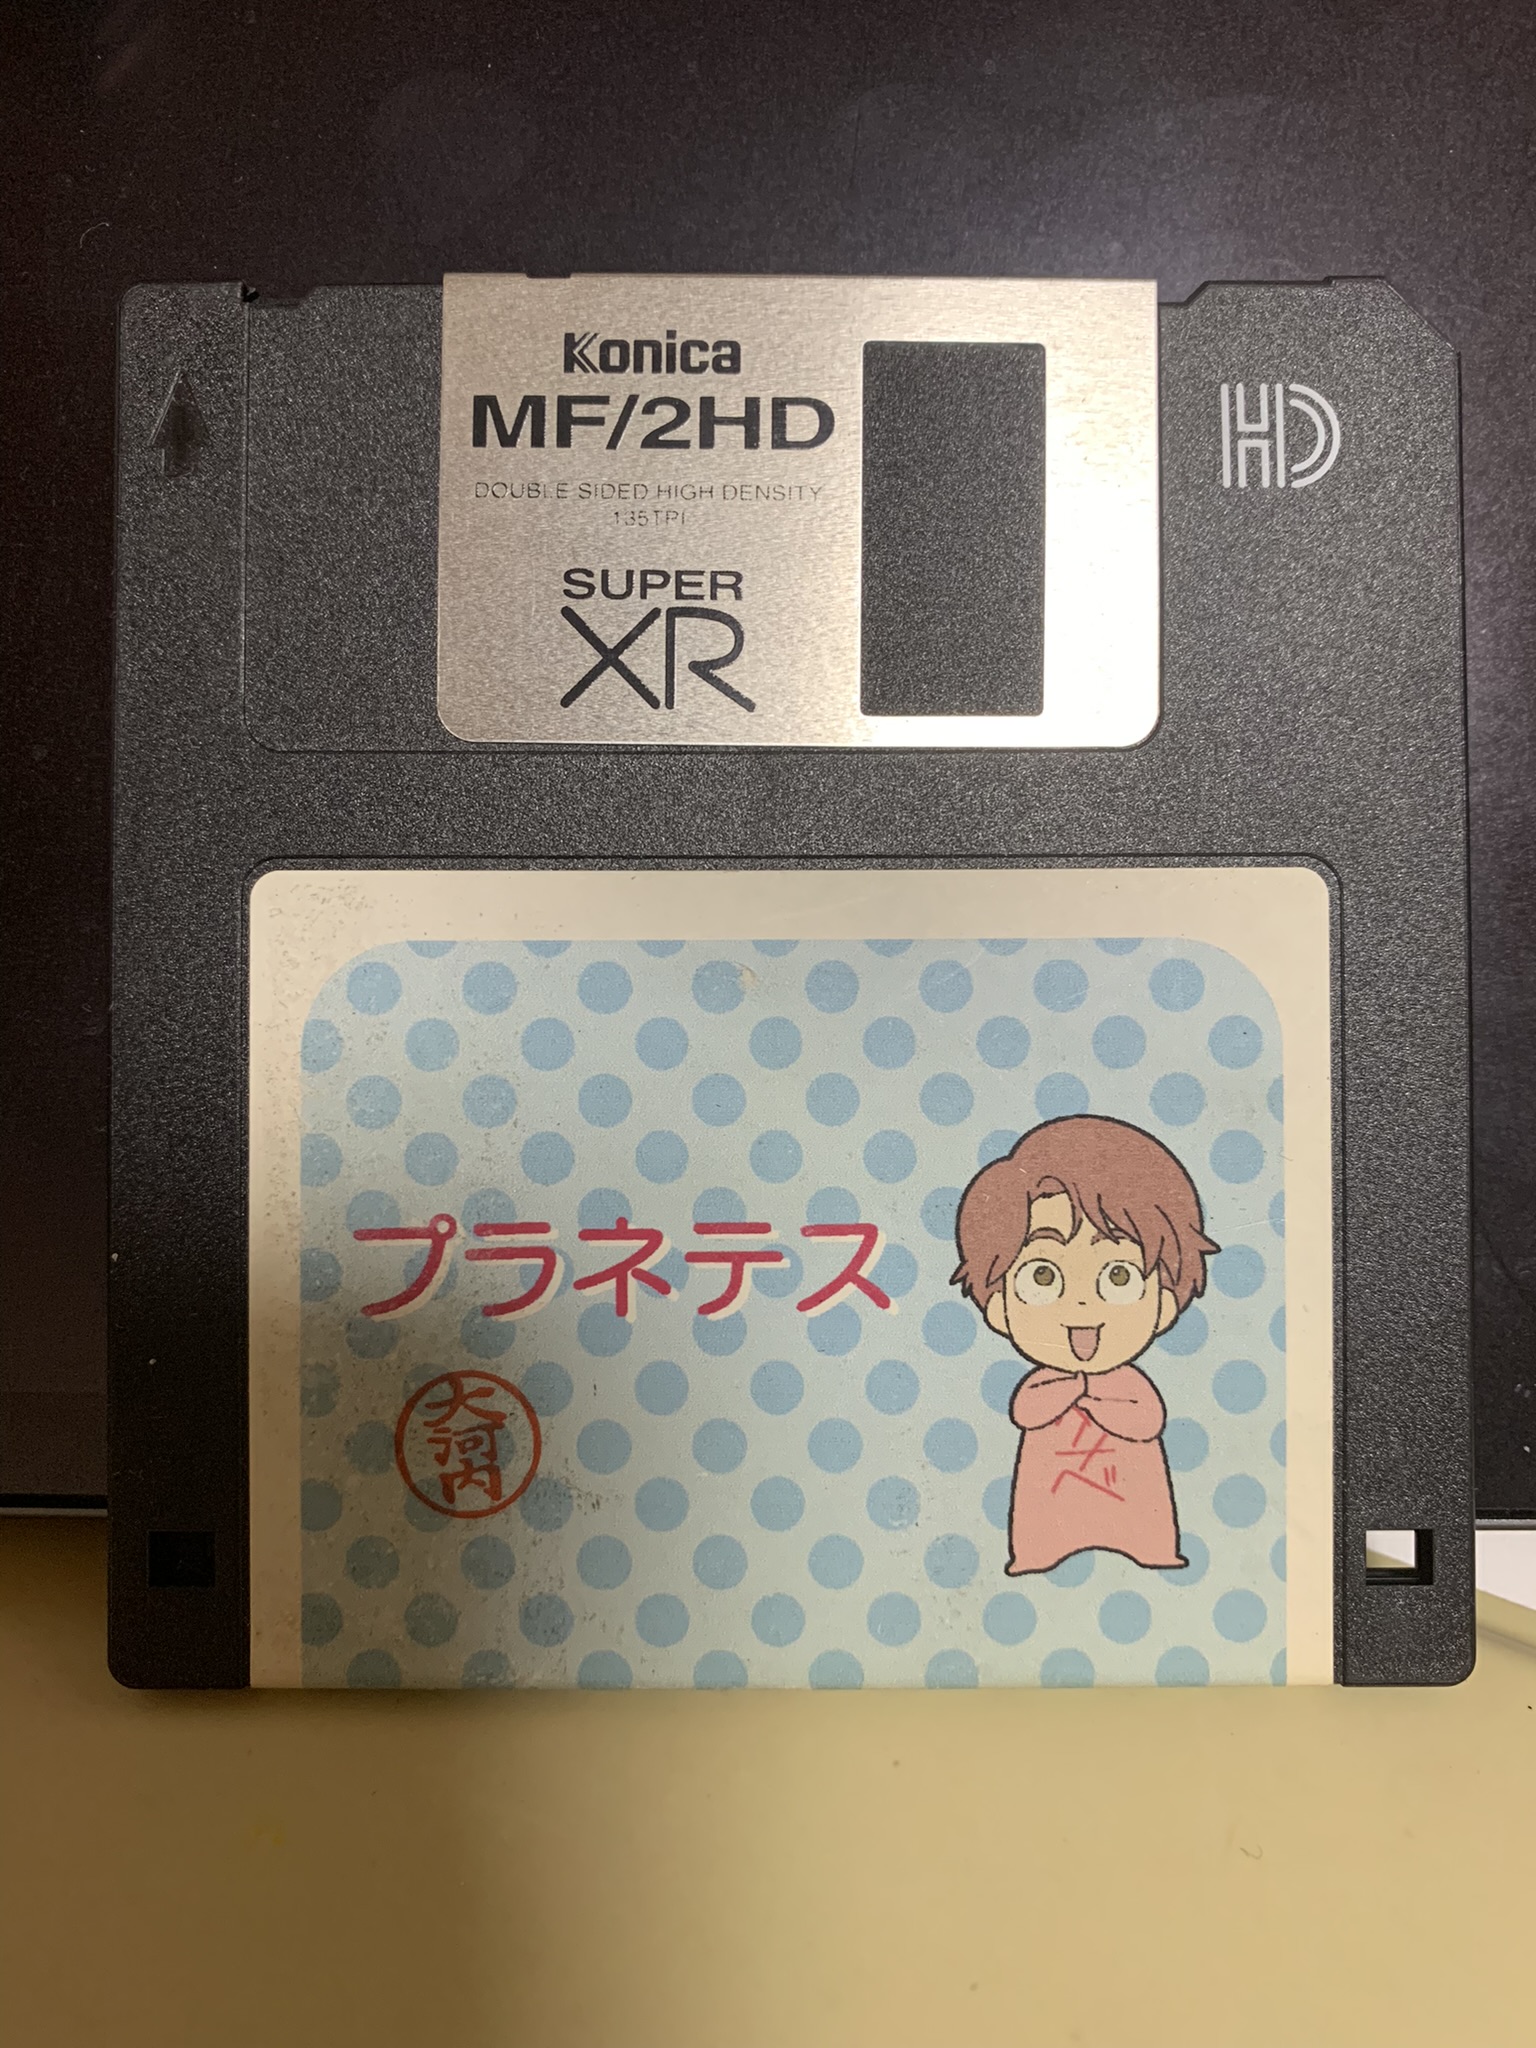 Konica
MF/2HD
HD
DOUBLE SIDED HIGH DENSITY
135TPI
SUPER
XR
プラネテス
大河内